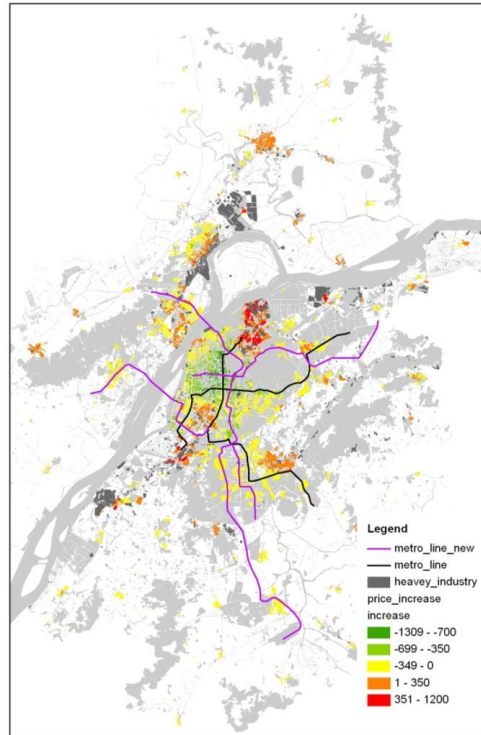 Legend
metro_line_new
metro_line
heavey_industry
price_increase
increase
-1309 - -700
-699 - -350
-349 - 0
1 - 350
351 - 1200